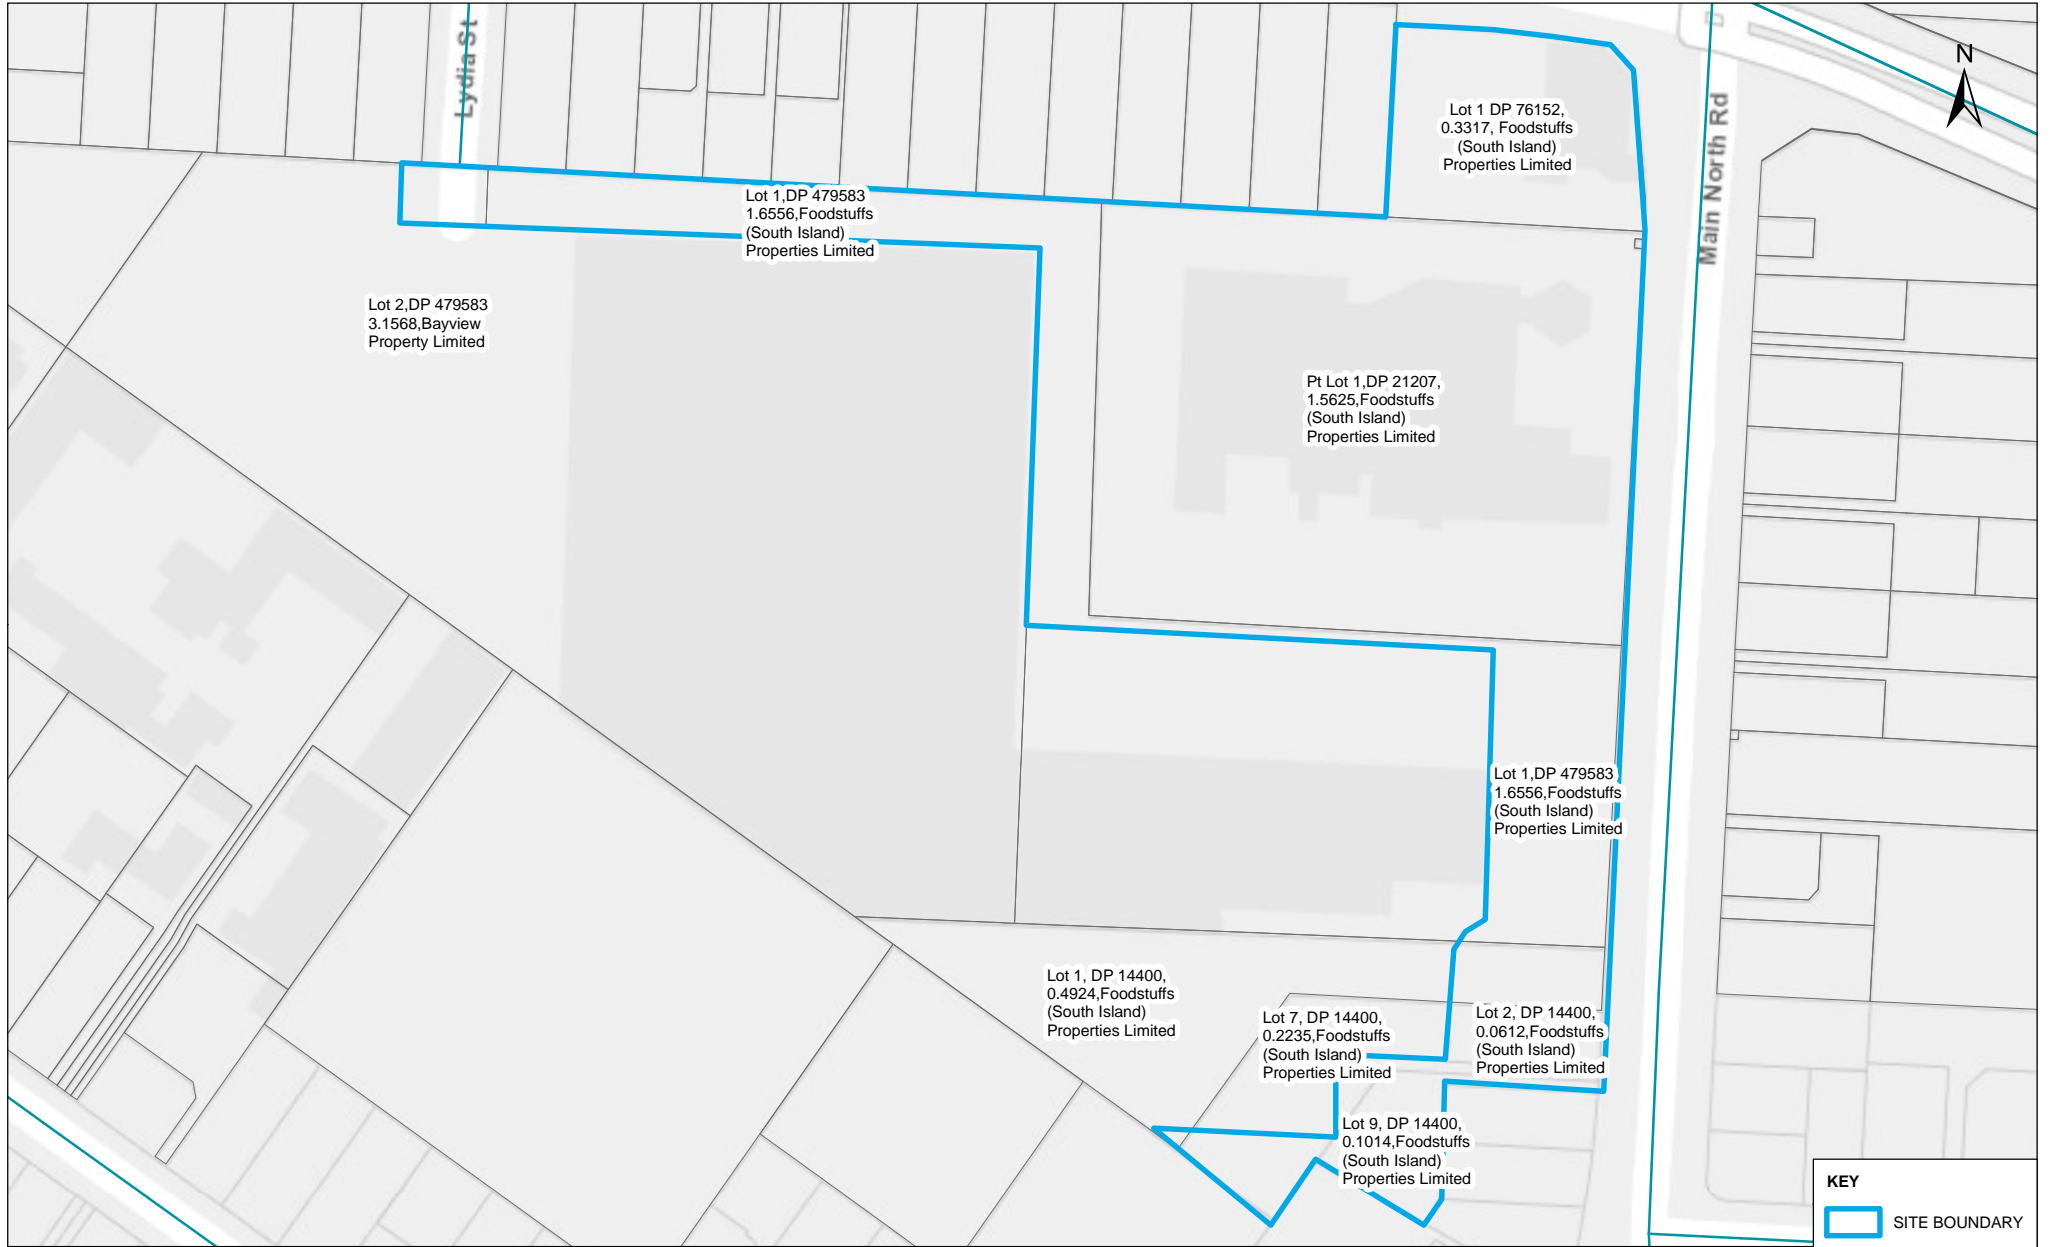 Lydia St
N
Lot 1 DP 76152,
0.3317, Foodstuffs
(South Island)
Properties Limited
Main North Rd
Lot 1,DP 479583
1.6556,Foodstuffs
(South Island)
Properties Limited
Lot 2,DP 479583
3.1568,Bayview
Property Limited
Pt Lot 1,DP 21207,
1.5625,Foodstuffs
(South Island)
Properties Limited
Lot 1,DP 479583
1.6556,Foodstuffs
(South Island)
Properties Limited
Lot 1, DP 14400,
0.4924,Foodstuffs
(South Island)
Properties Limited
Lot 7, DP 14400,
0.2235,Foodstuffs
(South Island)
Properties Limited
Lot 2, DP 14400,
0.0612,Foodstuffs
(South Island)
Properties Limited
Lot 9, DP 14400,
0.1014,Foodstuffs
(South Island)
Properties Limited
KEY
SITE BOUNDARY